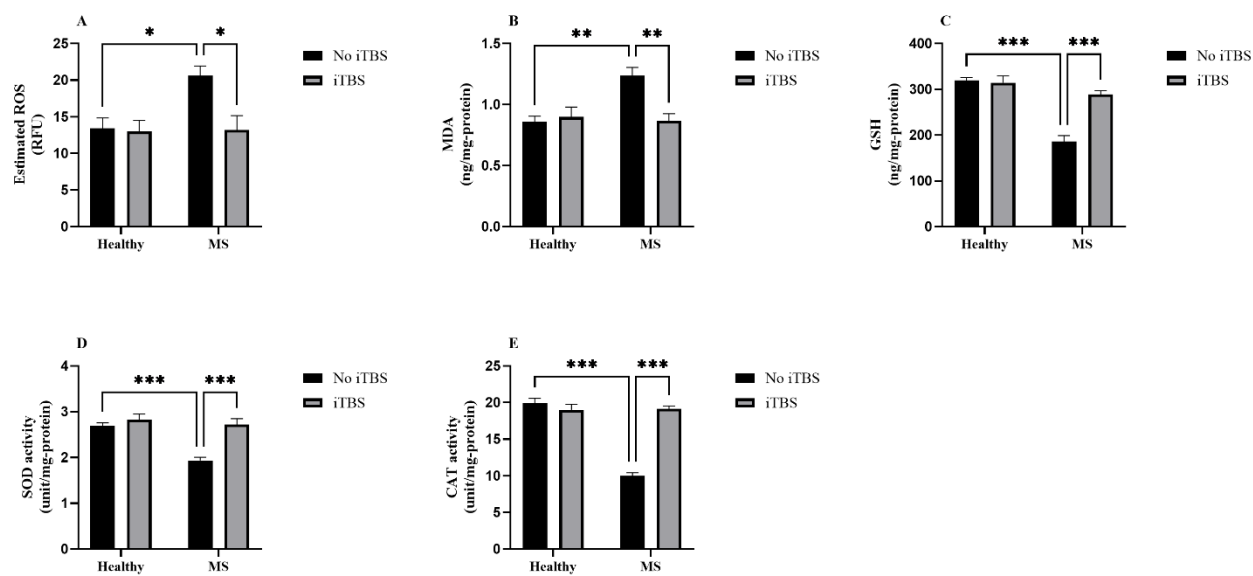 A
Estimated ROS
(RFU)
25
20
15
10
5
0
*
*
Healthy
MS
No iTBS
iTBS
B
MDA
(ng/mg-protein)
1.5
1.0
0.5
0.0
**
**
Healthy
MS
No iTBS
iTBS
C
GSH
(ng/mg-protein)
400
300
200
100
0
***
***
Healthy
MS
No iTBS
iTBS
D
SOD activity
(unit/mg-protein)
4
3
2
1
0
***
***
Healthy
MS
No iTBS
iTBS
E
CAT activity
(unit/mg-protein)
25
20
15
10
5
0
***
***
Healthy
MS
No iTBS
iTBS